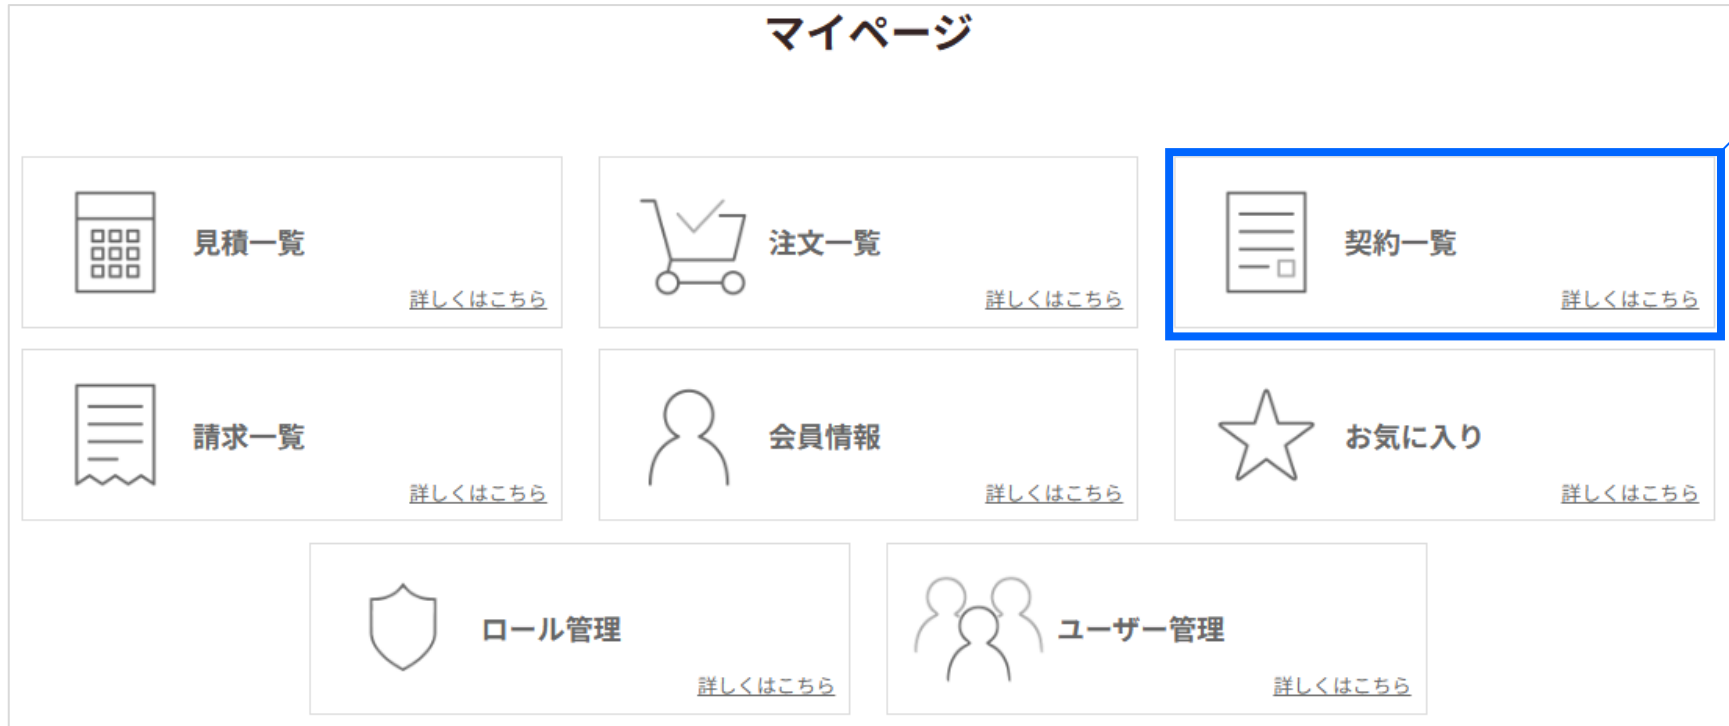 マイページ
見積一覧
詳しくはこちら
注文一覧
詳しくはこちら
契約一覧
詳しくはこちら
請求一覧
詳しくはこちら
会員情報
詳しくはこちら
お気に入り
詳しくはこちら
ロール管理
詳しくはこちら
ユーザー管理
詳しくはこちら